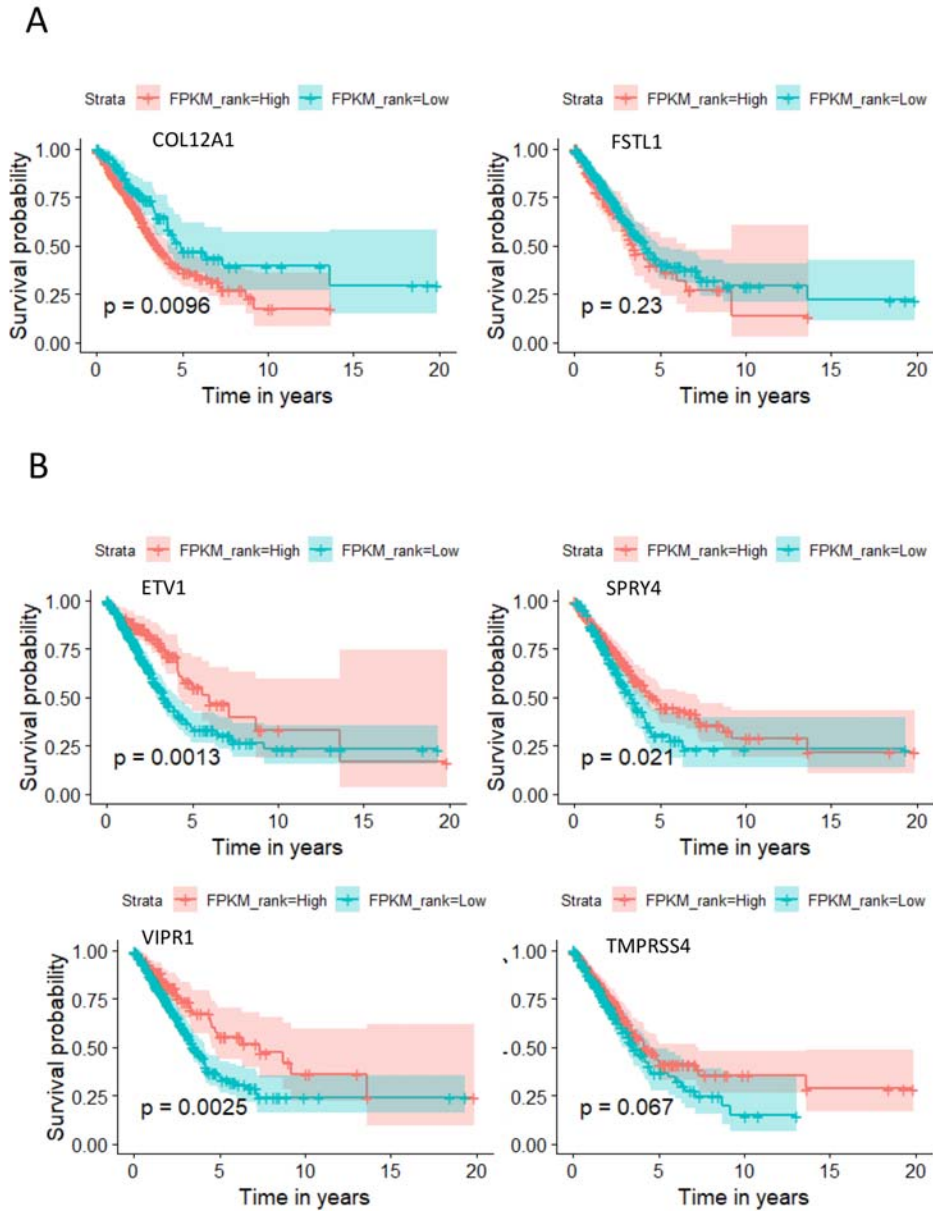 A
Strata FPKM_rank=High FPKM_rank=Low
COL12A1
Survival probability
1.00
0.75
0.50
0.25
0.00
p = 0.0096
0 5 10 15 20
Time in years
Strata FPKM_rank=High FPKM_rank=Low
FSTL1
Survival probability
1.00
0.75
0.50
0.25
0.00
p = 0.23
0 5 10 15 20
Time in years
B
Strata FPKM_rank=High FPKM_rank=Low
ETV1
Survival probability
1.00
0.75
0.50
0.25
0.00
p = 0.0013
0 5 10 15 20
Time in years
Strata FPKM_rank=High FPKM_rank=Low
SPRY4
Survival probability
1.00
0.75
0.50
0.25
0.00
p = 0.021
0 5 10 15 20
Time in years
Strata FPKM_rank=High FPKM_rank=Low
VIPR1
Survival probability
1.00
0.75
0.50
0.25
0.00
p = 0.0025
0 5 10 15 20
Time in years
Strata FPKM_rank=High FPKM_rank=Low
TMPRSS4
1.00
0.75
0.50
0.25
0.00
p = 0.067
0 5 10 15 20
Time in years